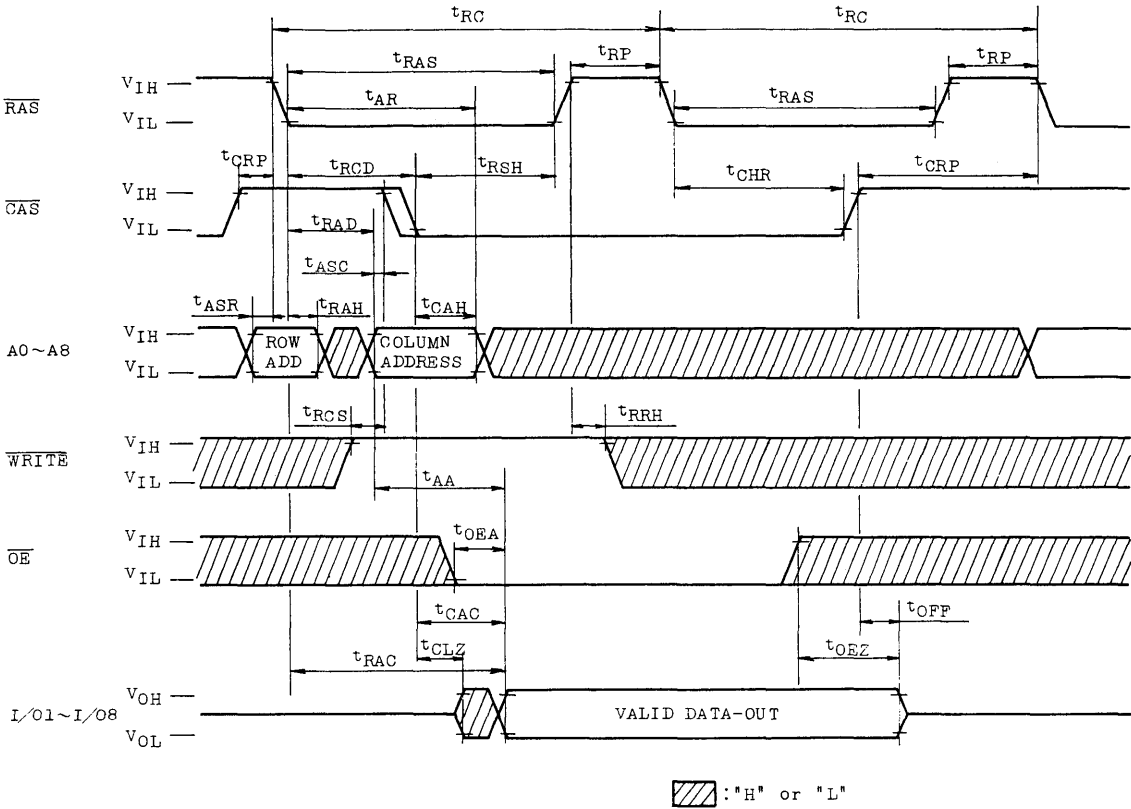 tRC tRC
tRAS tRP tRP
VIH
RAS tAR tRAS
VIL
tCRP tRCD tRSH tCHR tCRP
VIH
CAS
VIL tRAD
tASC
tASR tRAH tCAH
VIH
A0~A8 ROW ADD COLUMN ADDRESS
VIL
tRCS tRRH
VIH
WRITE
VIL
tAA
tOEA
VIH
OE
VIL
tCAC tOFF
tCLZ tOEZ
tRAC
VOH
I/O1~I/O8 VALID DATA-OUT
VOL
:"H" or "L"